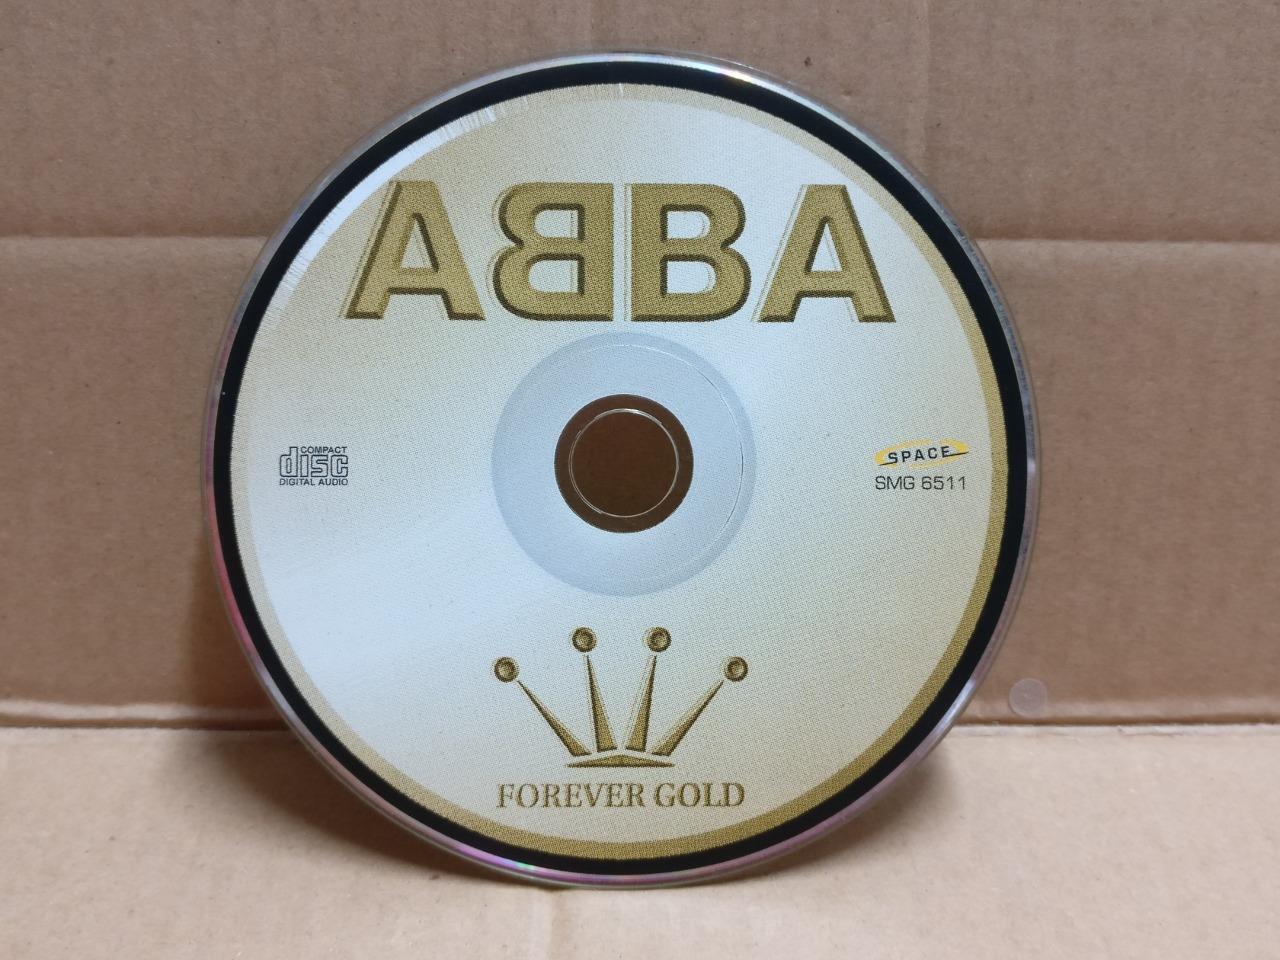 ABBA
COMPACT
disc
DIGITAL AUDIO
SPACE
SMG 6511
FOREVER GOLD